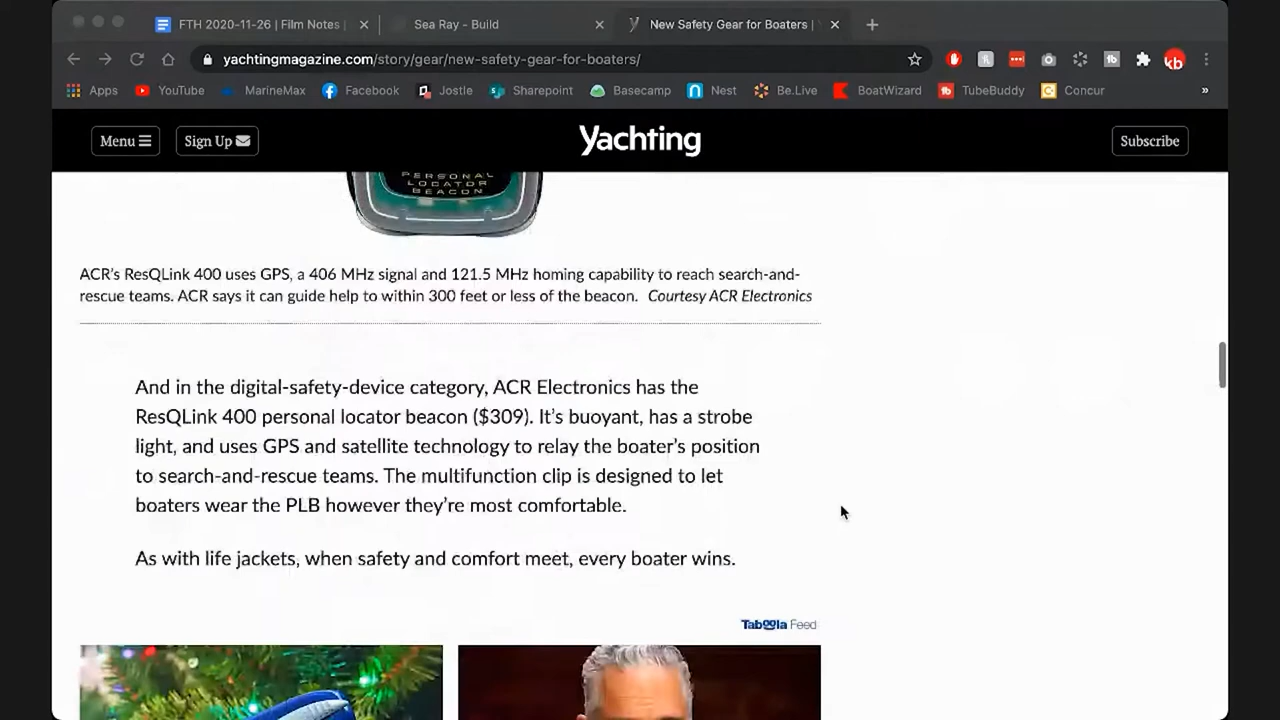 FTH 2020-11-26 | Film Notes |
Sea Ray - Build
New Safety Gear for Boaters |
yachtingmagazine.com/story/gear/new-safety-gear-for-boaters/
Apps
YouTube
MarineMax
Facebook
Jostle
Sharepoint
Basecamp
Nest
Be.Live
BoatWizard
TubeBuddy
Concur
»
Menu
Sign Up
Yachting
Subscribe
PERSONAL
LOCATOR
BEACON
ACR's ResQLink 400 uses GPS, a 406 MHz signal and 121.5 MHz homing capability to reach search-and-
rescue teams. ACR says it can guide help to within 300 feet or less of the beacon. Courtesy ACR Electronics
And in the digital-safety-device category, ACR Electronics has the
ResQLink 400 personal locator beacon ($309). It's buoyant, has a strobe
light, and uses GPS and satellite technology to relay the boater's position
to search-and-rescue teams. The multifunction clip is designed to let
boaters wear the PLB however they're most comfortable.
As with life jackets, when safety and comfort meet, every boater wins.
Taboola Feed